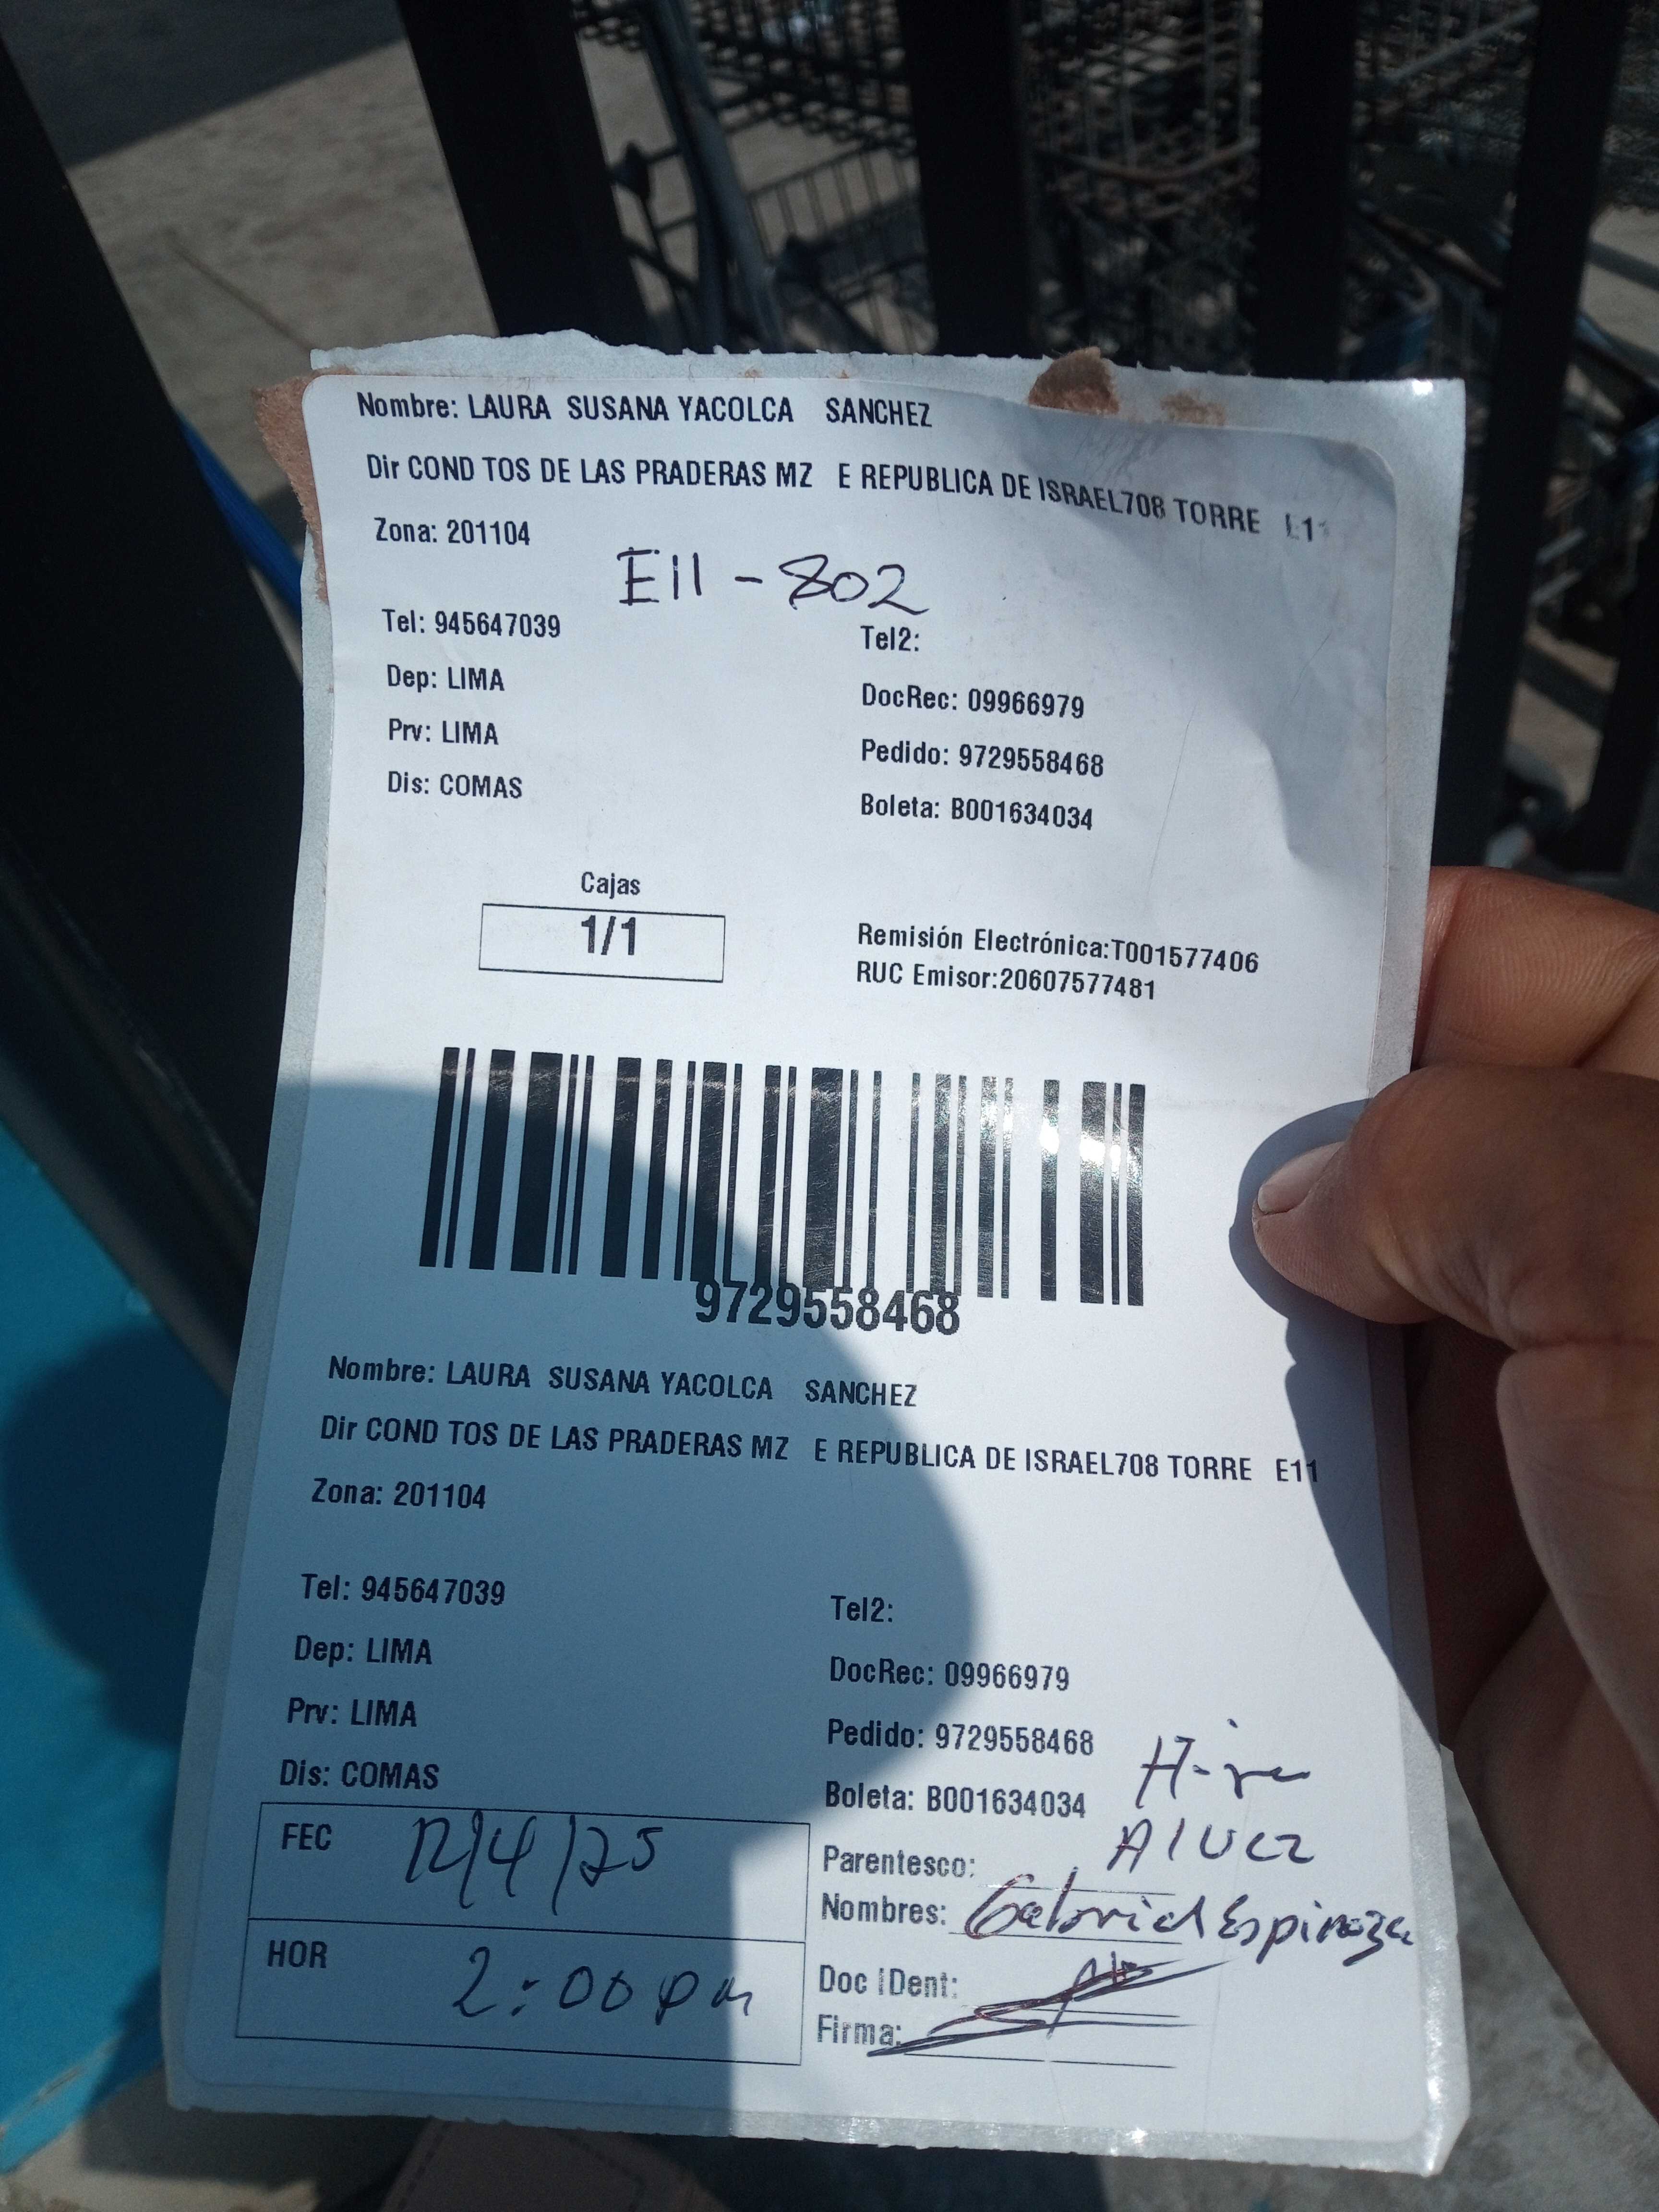 Nombre: LAURA SUSANA YACOLCA SANCHEZ
Dir COND TOS DE LAS PRADERAS MZ E REPUBLICA DE ISRAEL708 TORRE E11
Zona: 201104
E11 - 802
Tel: 945647039
Tel2:
Dep: LIMA
DocRec: 09966979
Prv: LIMA
Pedido: 9729558468
Dis: COMAS
Boleta: B001634034
Cajas
1/1
Remisión Electrónica:T001577406
RUC Emisor:20607577481
9729558468
Nombre: LAURA SUSANA YACOLCA SANCHEZ
Dir COND TOS DE LAS PRADERAS MZ E REPUBLICA DE ISRAEL708 TORRE E11
Zona: 201104
Tel: 945647039
Tel2:
Dep: LIMA
DocRec: 09966979
Prv: LIMA
Pedido: 9729558468
Dis: COMAS
Boleta: B001634034
FEC 12/4/25
Parentesco:
Nombres: Gabriel Espinoza
HOR 2:00 pm
Doc iDent:
Firma: